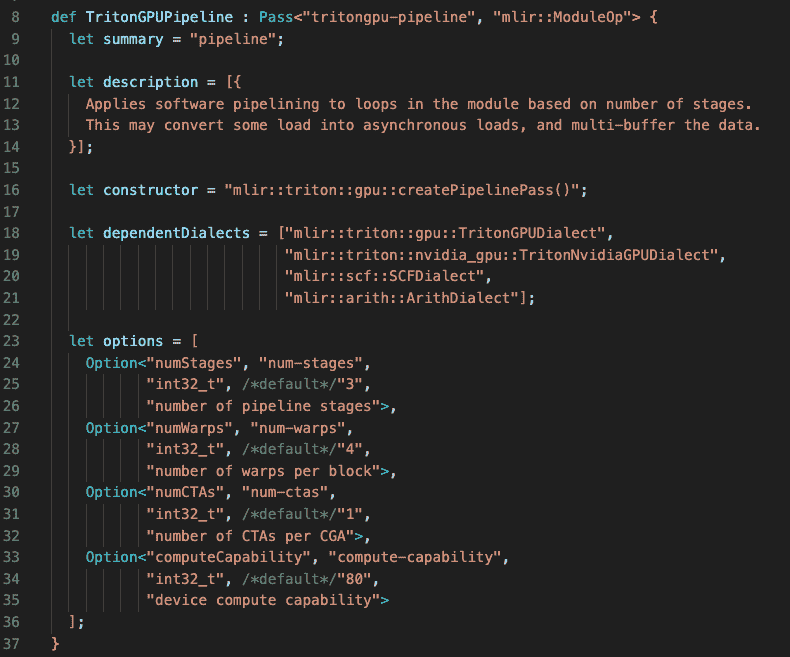 8 def TritonGPUPipeline : Pass<"tritongpu-pipeline", "mlir::ModuleOp"> {
9   let summary = "pipeline";
10
11   let description = [{
12     Applies software pipelining to loops in the module based on number of stages.
13     This may convert some load into asynchronous loads, and multi-buffer the data.
14   }];
15
16   let constructor = "mlir::triton::gpu::createPipelinePass()";
17
18   let dependentDialects = ["mlir::triton::gpu::TritonGPUDialect",
19                            "mlir::triton::nvidia_gpu::TritonNvidiaGPUDialect",
20                            "mlir::scf::SCFDialect",
21                            "mlir::arith::ArithDialect"];
22
23   let options = [
24     Option<"numStages", "num-stages",
25            "int32_t", /*default*/"3",
26            "number of pipeline stages">,
27     Option<"numWarps", "num-warps",
28            "int32_t", /*default*/"4",
29            "number of warps per block">,
30     Option<"numCTAs", "num-ctas",
31            "int32_t", /*default*/"1",
32            "number of CTAs per CGA">,
33     Option<"computeCapability", "compute-capability",
34            "int32_t", /*default*/"80",
35            "device compute capability">
36   ];
37 }